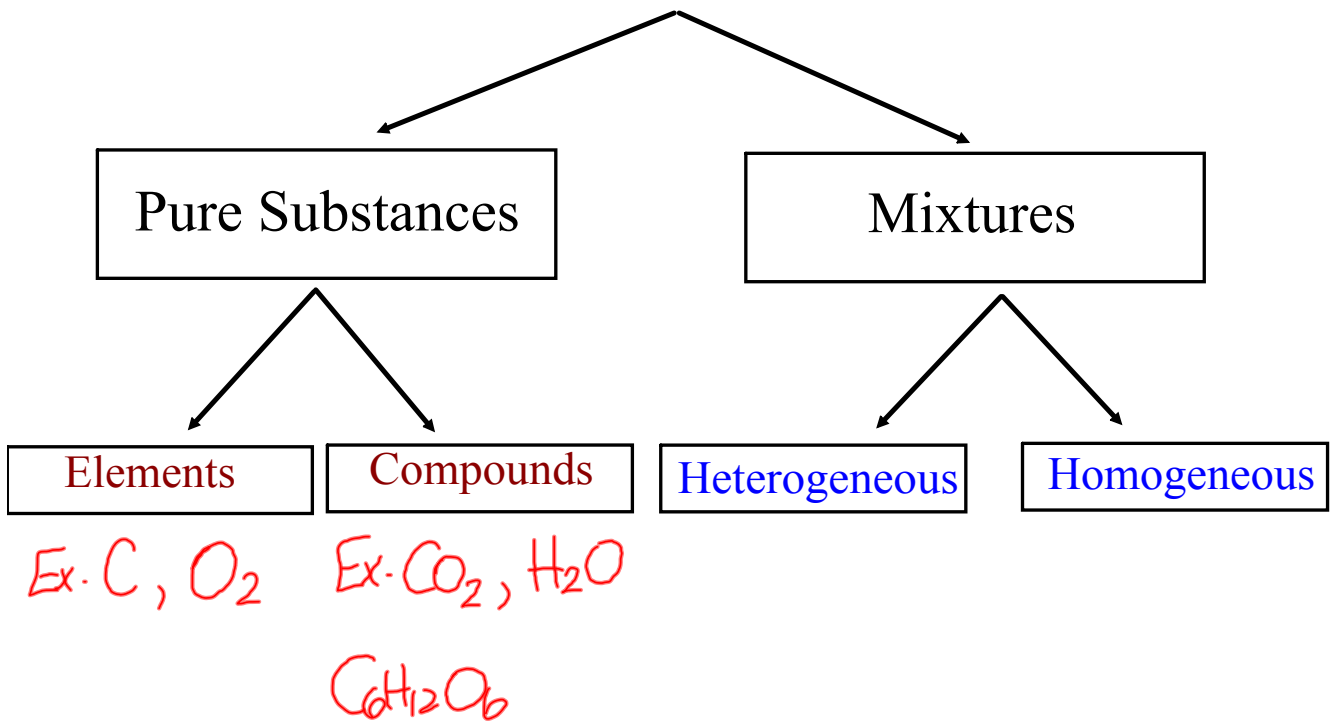 Pure Substances
Mixtures
Elements
Compounds
Heterogeneous
Homogeneous
Ex. C, O₂
Ex. CO₂, H₂O
C₆H₁₂O₆